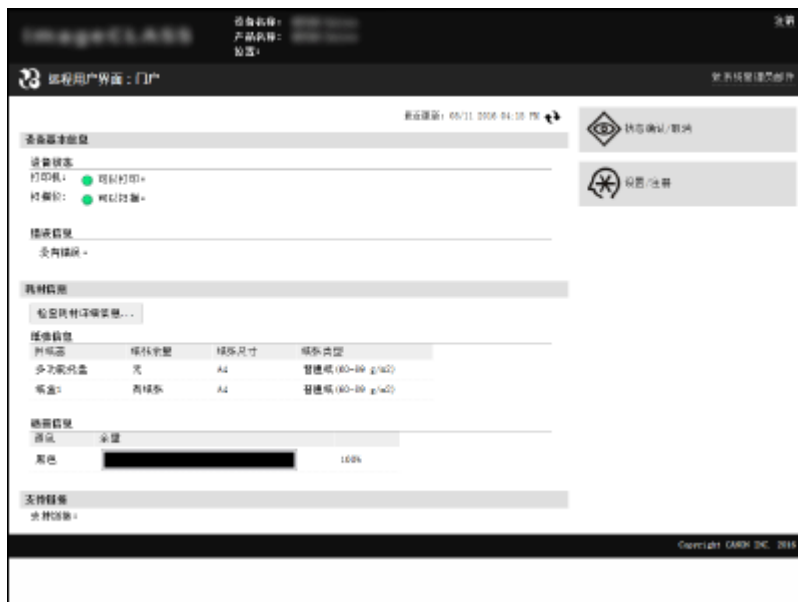 imageCLASS
设备名称:
产品名称:
位置:
注销
远程用户界面:门户
致系统管理员邮件
最近更新: 05/11 2016 04:18 PM
设备基本信息
设备状态
打印机: 可以打印。
扫描仪: 可以扫描。
错误信息
没有错误。
耗材信息
检查耗材详细信息...
纸张信息
供纸器 纸张余量 纸张尺寸 纸张类型
多功能托盘 无 A4 普通纸(60-89 g/m2)
纸盒1 有纸张 A4 普通纸(60-89 g/m2)
墨盒信息
颜色 余量
黑色 100%
支持链接
支持链接:
状态确认/取消
设置/注册
Copyright CANON INC. 2016